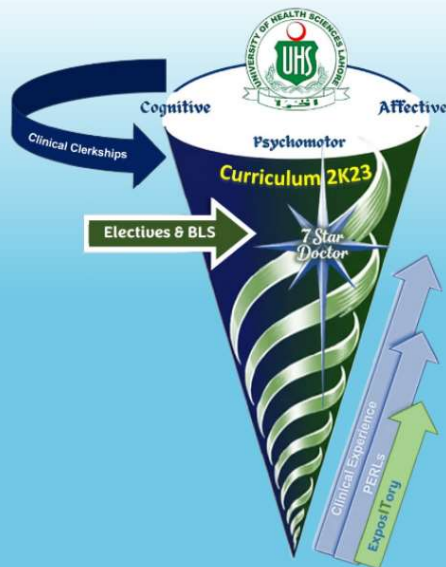 UNIVERSITY OF HEALTH SCIENCES LAHORE
UHS
Cognitive
Affective
Psychomotor
Clinical Clerkships
Curriculum 2K23
Electives & BLS
7 Star
Doctor
Clinical Experience
PERLs
ExposITory